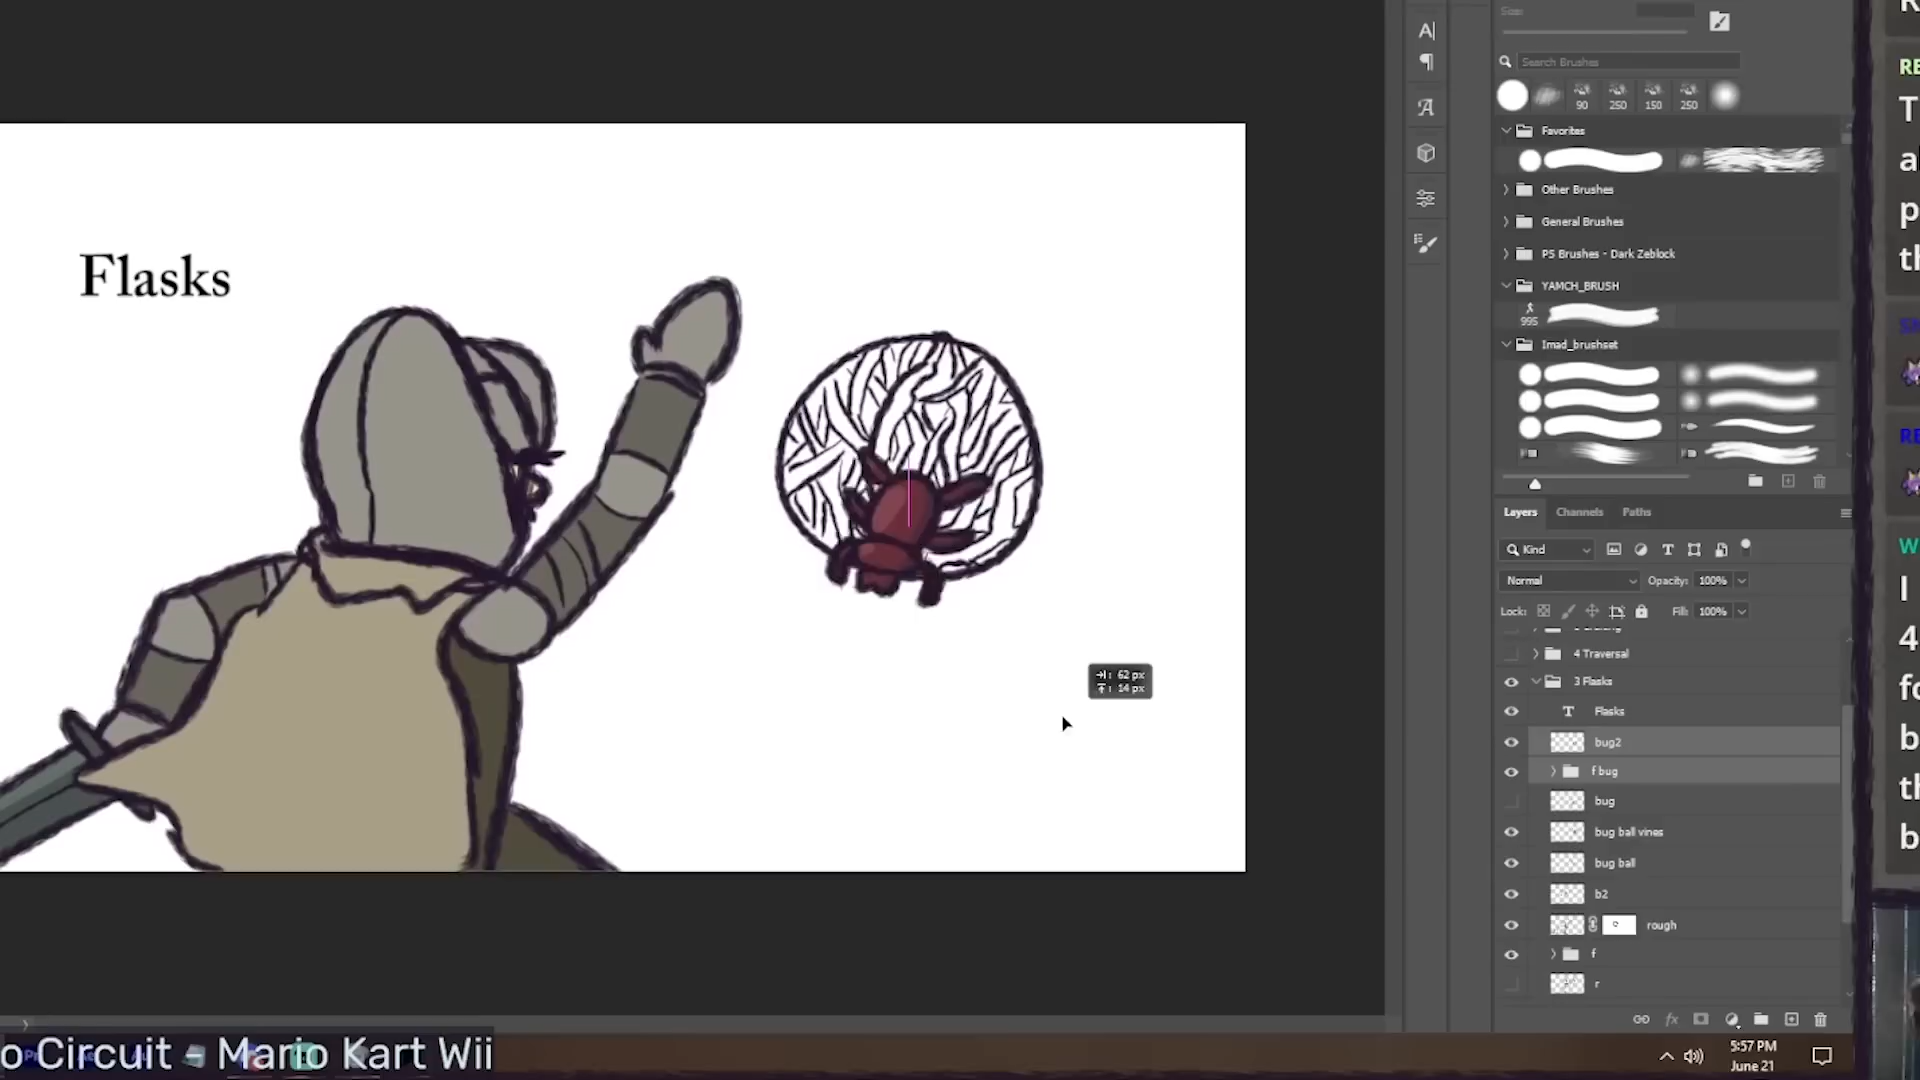 Size:
Search Brushes
90
250
150
250
Favorites
Other Brushes
General Brushes
PS Brushes - Dark Zeblock
YAMCH_BRUSH
995
Imad_brushset
Flasks
Layers
Channels
Paths
Kind
Normal
Opacity: 100%
Lock:
Fill: 100%
4 Traversal
3 Flasks
Flasks
bug2
f bug
bug
bug ball vines
bug ball
b2
rough
f
r
62 px
14 px
o Circuit - Mario Kart Wii
5:57 PM
June 21